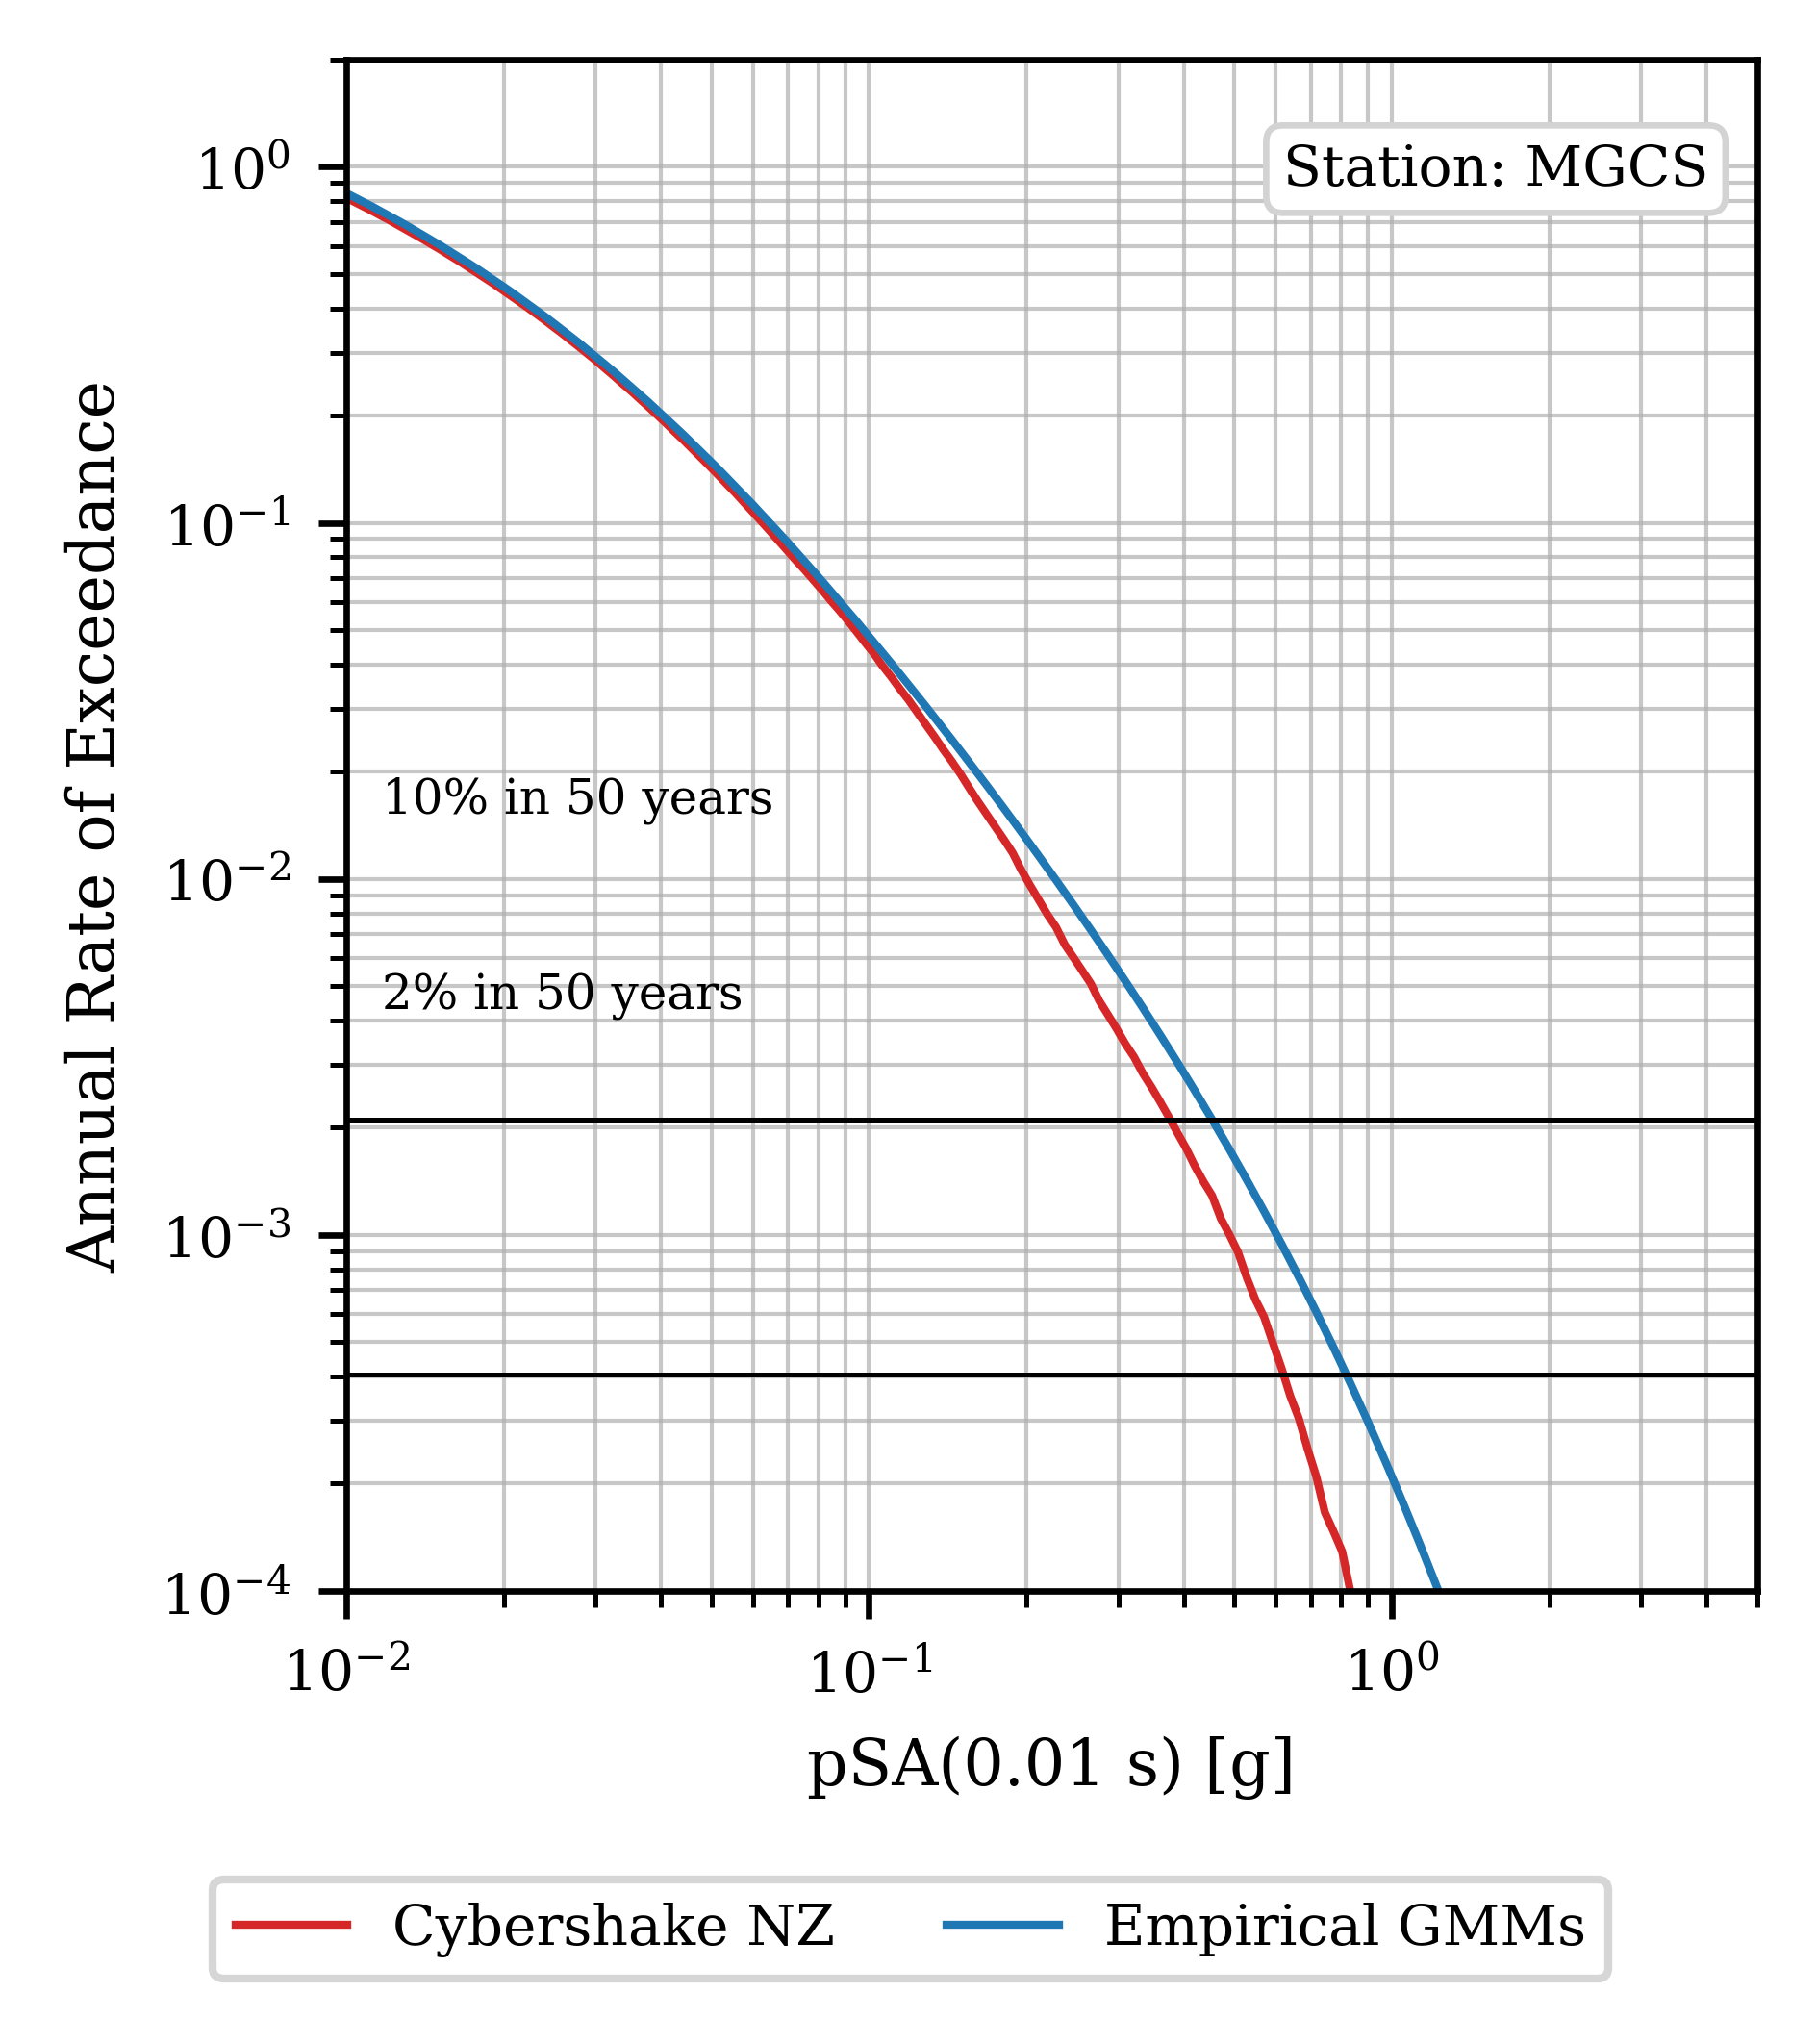 Station: MGCS
10⁰
10⁻¹
10⁻²
10⁻³
10⁻⁴
Annual Rate of Exceedance
10% in 50 years
2% in 50 years
10⁻²
10⁻¹
10⁰
pSA(0.01 s) [g]
Cybershake NZ
Empirical GMMs